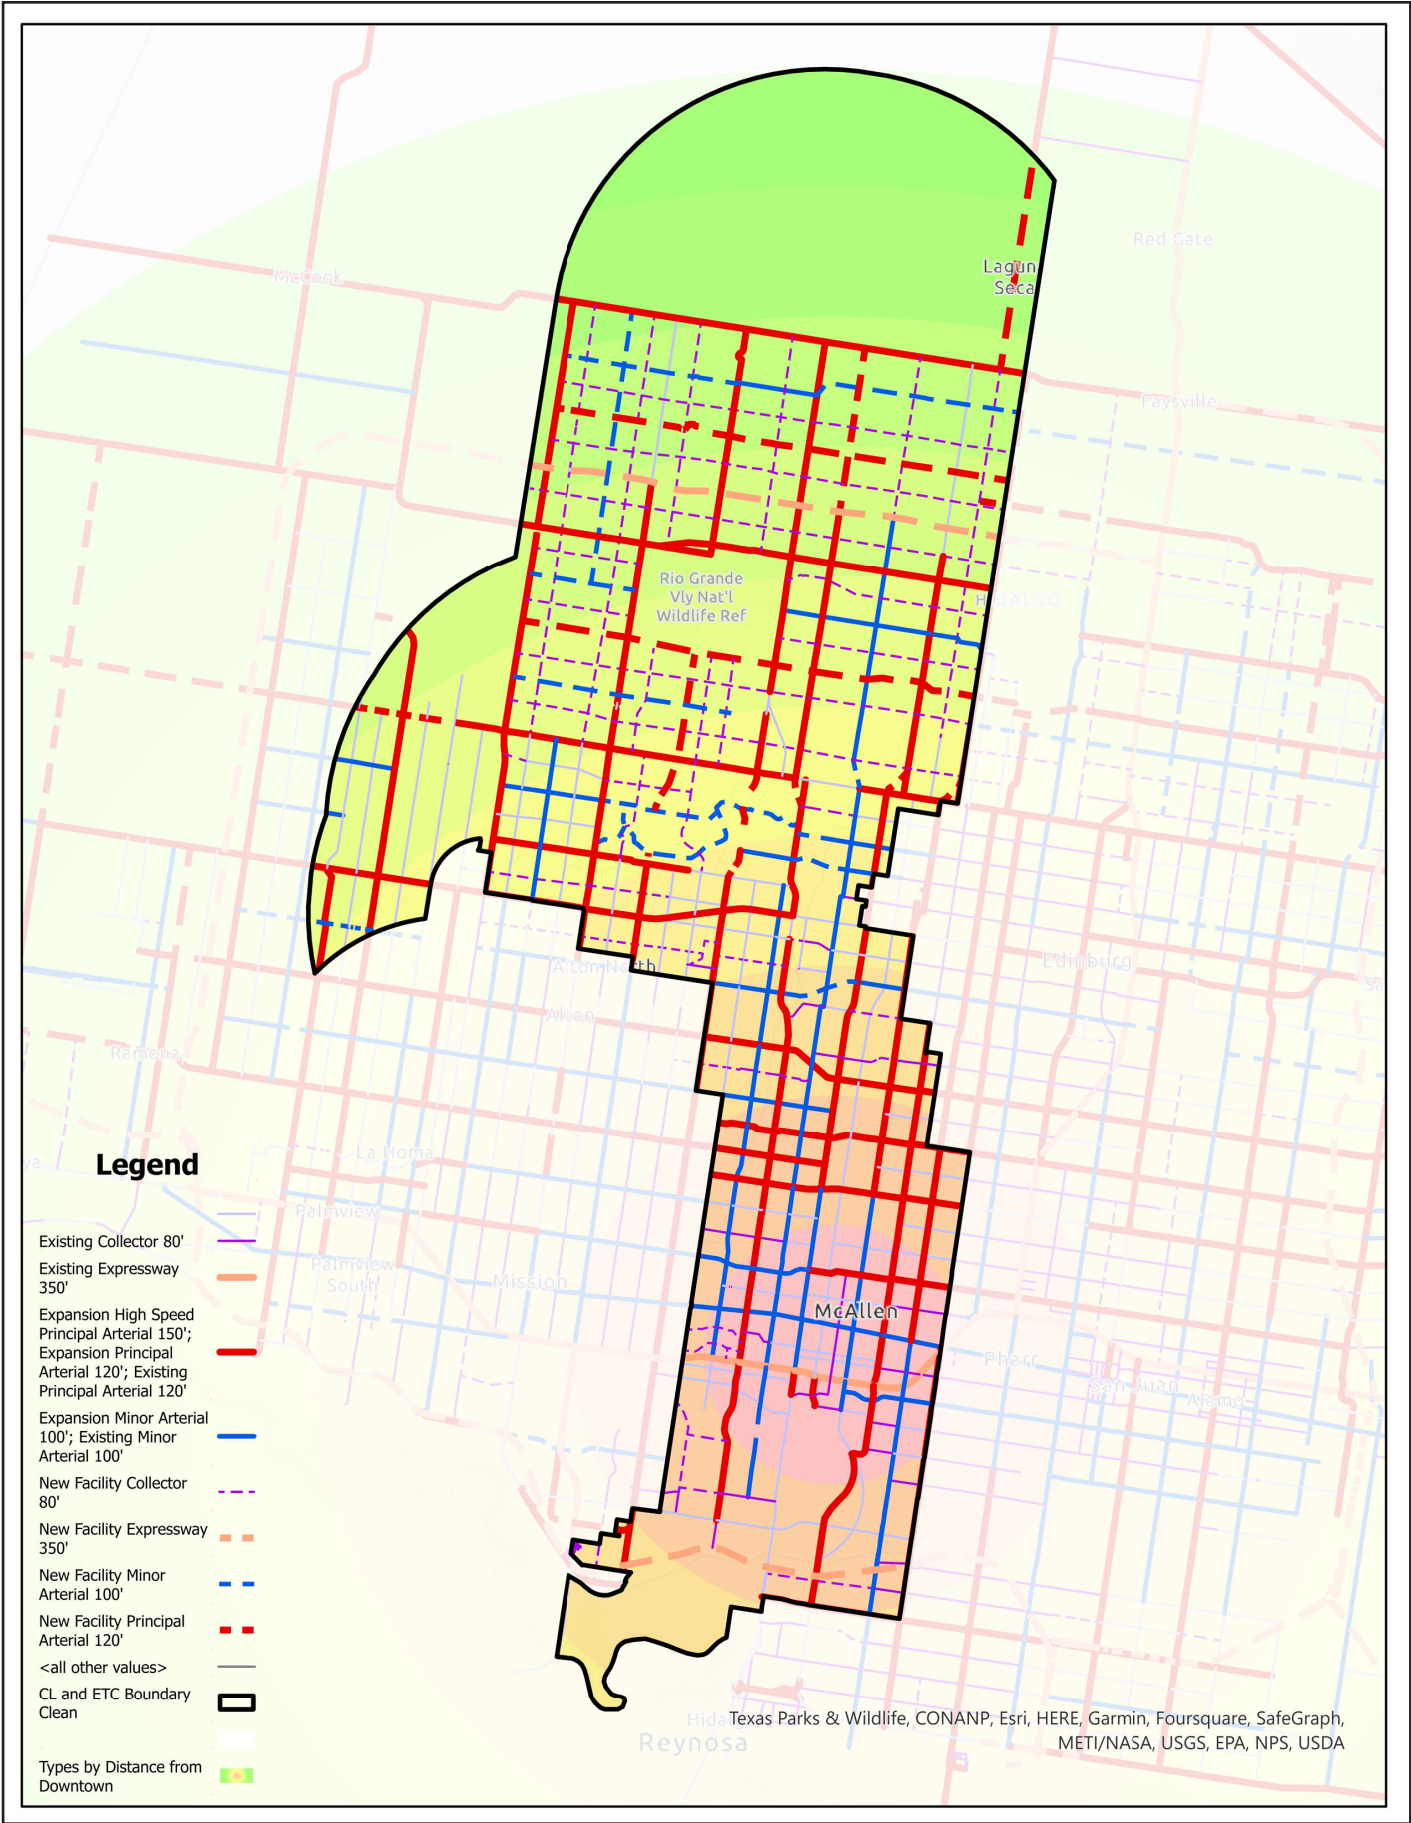 Red Gate
Lagun
Seca
McCook
Faysville
Rio Grande
Vly Nat'l
Wildlife Ref
HIDALGO
Alton North
Edinburg
Alton
Ramona
La Homa
Palmview
Palmview
South
Mission
McAllen
Pharr
San Juan
Alamo
Hidal
Reynosa
Legend
Existing Collector 80'
Existing Expressway
350'
Expansion High Speed
Principal Arterial 150';
Expansion Principal
Arterial 120'; Existing
Principal Arterial 120'
Expansion Minor Arterial
100'; Existing Minor
Arterial 100'
New Facility Collector
80'
New Facility Expressway
350'
New Facility Minor
Arterial 100'
New Facility Principal
Arterial 120'
<all other values>
CL and ETC Boundary
Clean
Types by Distance from
Downtown
Texas Parks & Wildlife, CONANP, Esri, HERE, Garmin, Foursquare, SafeGraph,
METI/NASA, USGS, EPA, NPS, USDA